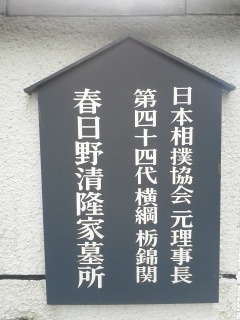 日本相撲協会元理事長
第四十四代横綱栃錦関
春日野清隆家墓所